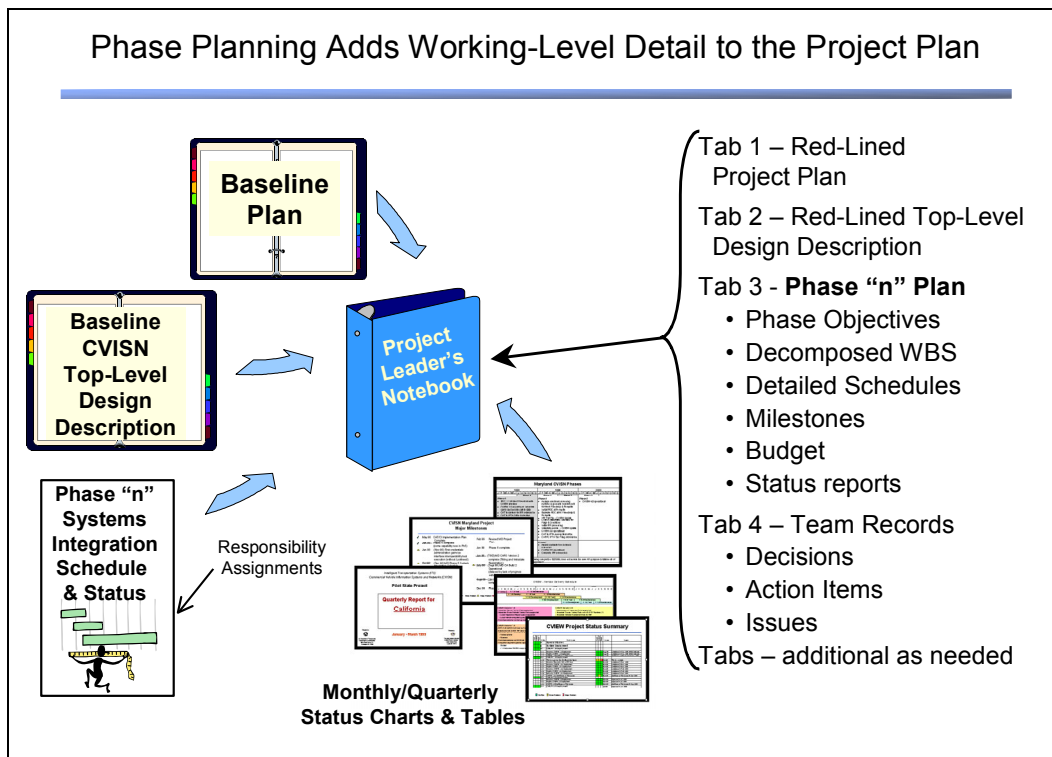 Phase Planning Adds Working-Level Detail to the Project Plan
Baseline
Plan
Baseline
CVISN
Top-Level
Design
Description
Phase “n”
Systems
Integration
Schedule
& Status
Responsibility
Assignments
Project
Leader’s
Notebook
Maryland CVISN Phases
CVISN Maryland Project
Major Milestones
Pilot State Project
Quarterly Report for
California
January - March 1999
CVIEW Project Status Summary
Monthly/Quarterly
Status Charts & Tables
Tab 1 – Red-Lined
Project Plan
Tab 2 – Red-Lined Top-Level
Design Description
Tab 3 - Phase “n” Plan
• Phase Objectives
• Decomposed WBS
• Detailed Schedules
• Milestones
• Budget
• Status reports
Tab 4 – Team Records
• Decisions
• Action Items
• Issues
Tabs – additional as needed